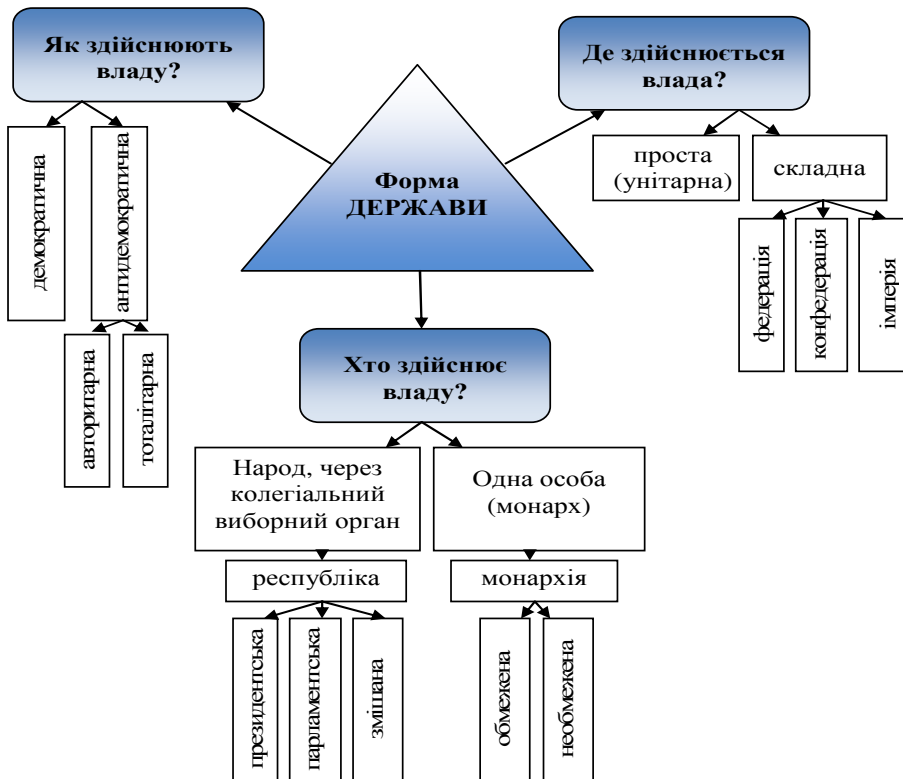 Як здійснюють
владу?
Де здійснюється
влада?
Форма
ДЕРЖАВИ
демократична
антидемократична
авторитарна
тоталітарна
проста
(унітарна)
складна
федерація
конфедерація
імперія
Хто здійснює
владу?
Народ, через
колегіальний
виборний орган
Одна особа
(монарх)
республіка
монархія
президентська
парламентська
змішана
обмежена
необмежена